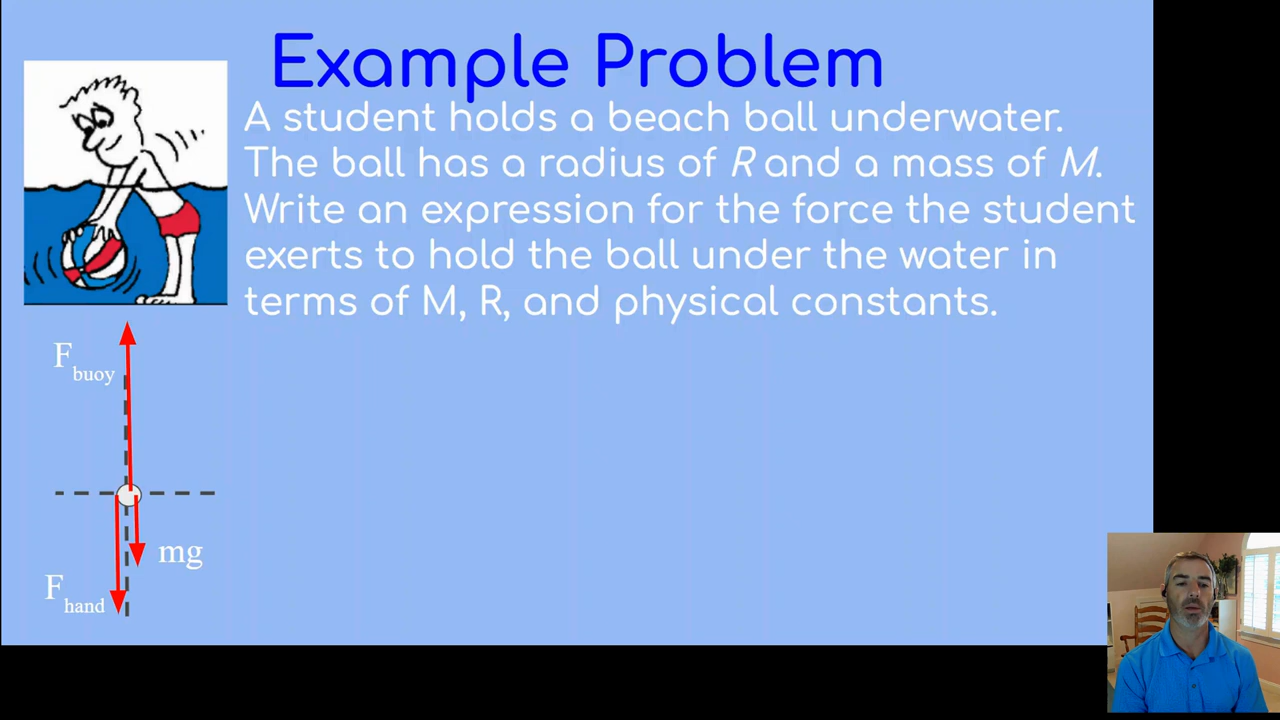 Example Problem
A student holds a beach ball underwater.
The ball has a radius of R and a mass of M.
Write an expression for the force the student
exerts to hold the ball under the water in
terms of M, R, and physical constants.
F buoy
mg
F hand